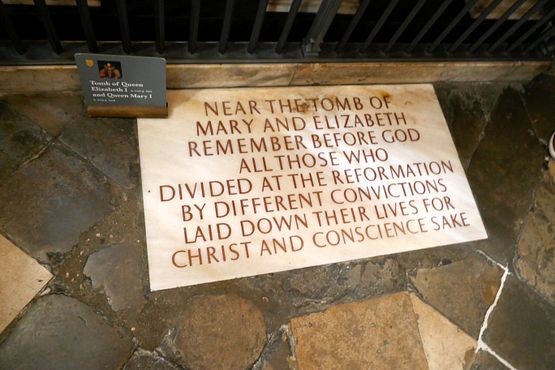 Tomb of Queen
Elizabeth I
and Queen Mary I
NEAR THE TOMB OF
MARY AND ELIZABETH
REMEMBER BEFORE GOD
ALL THOSE WHO
DIVIDED AT THE REFORMATION
BY DIFFERENT CONVICTIONS
LAID DOWN THEIR LIVES FOR
CHRIST AND CONSCIENCE SAKE